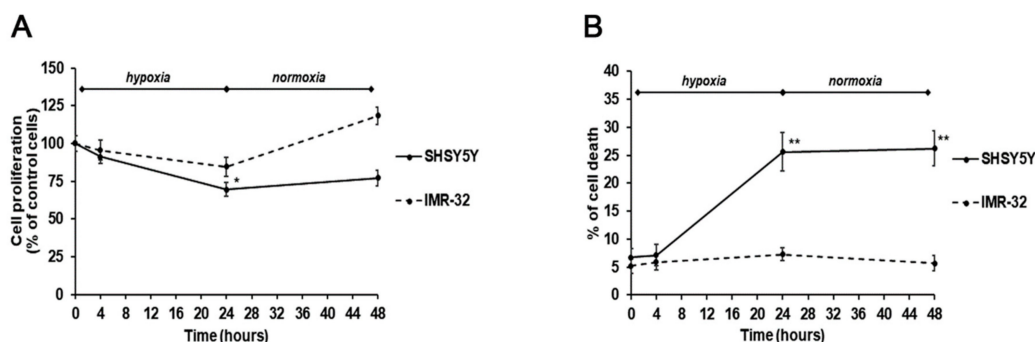 A
Cell proliferation
(% of control cells)
150
125
100
75
50
25
0
hypoxia normoxia
*
0 4 8 12 16 20 24 28 32 36 40 44 48
Time (hours)
SHSY5Y
IMR-32
B
% of cell death
40
35
30
25
20
15
10
5
0
hypoxia normoxia
** **
0 4 8 12 16 20 24 28 32 36 40 44 48
Time (hours)
SHSY5Y
IMR-32